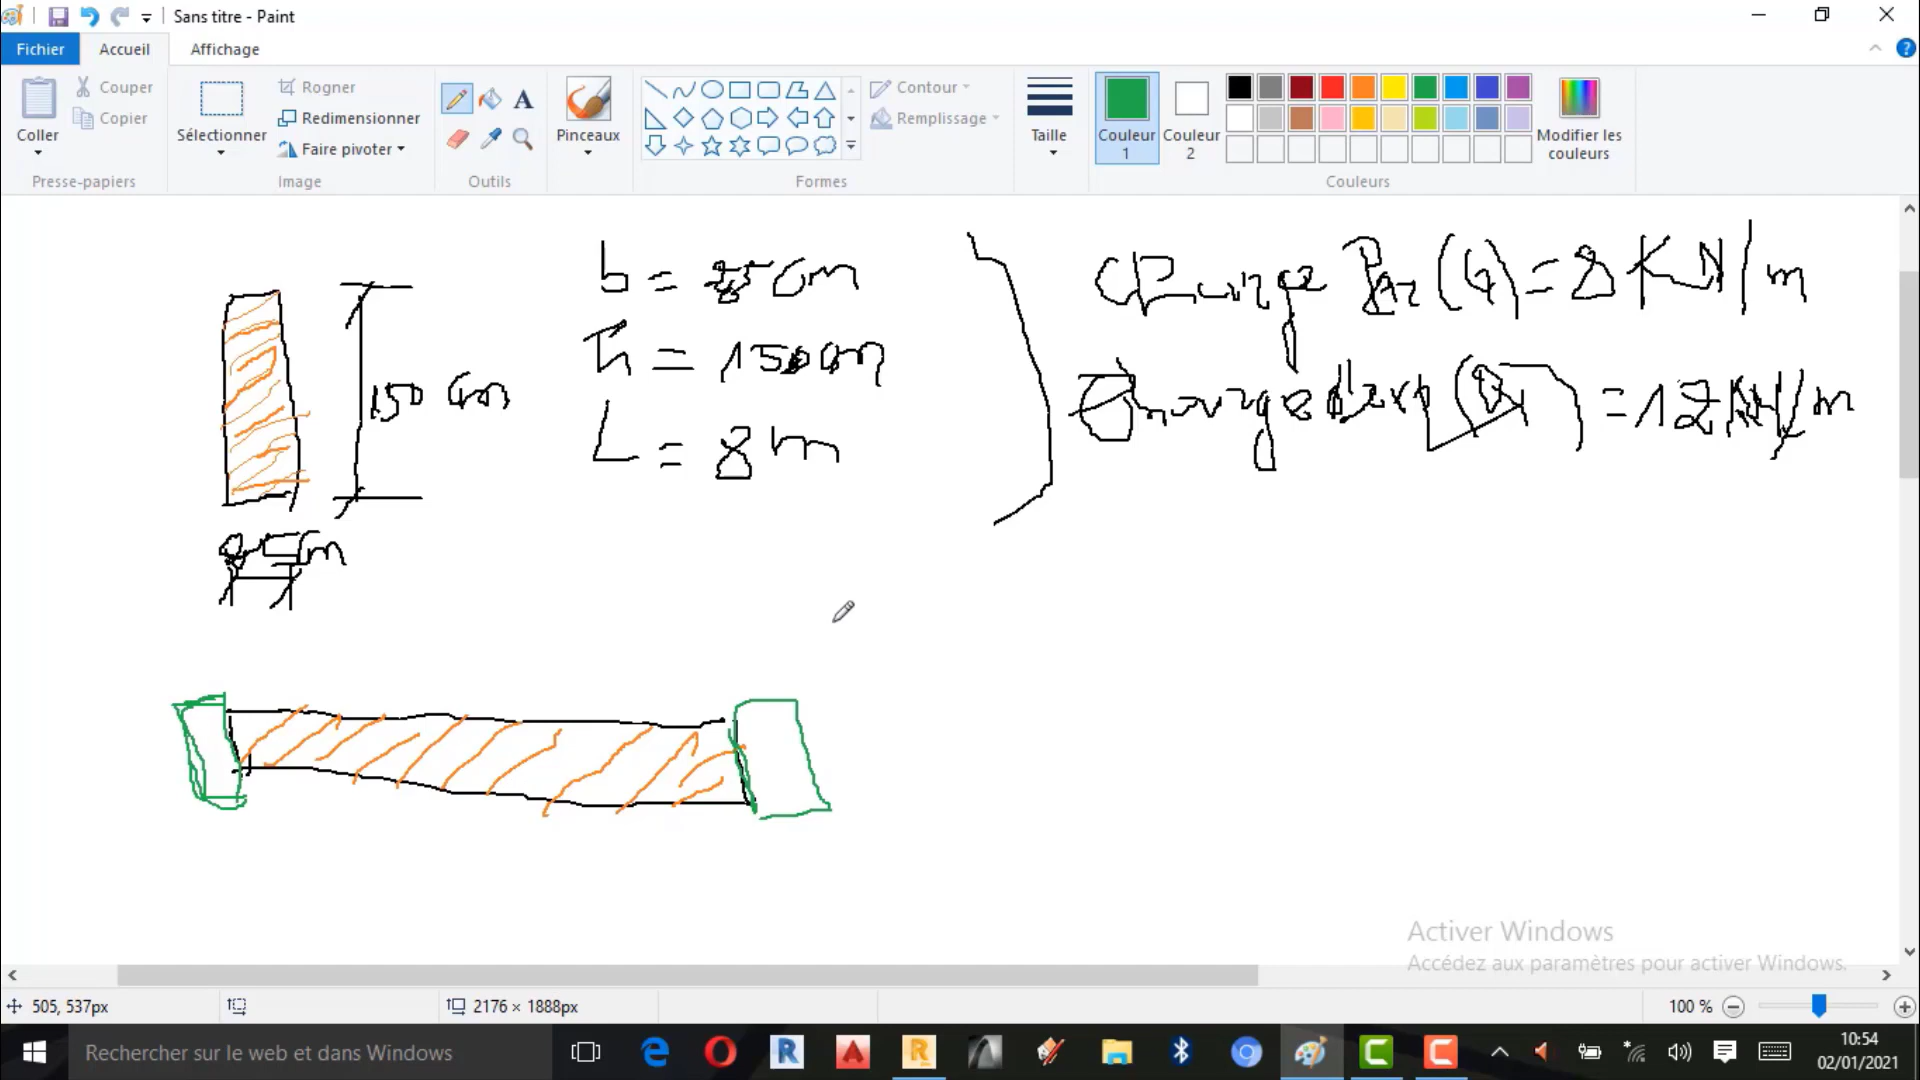 Sans titre - Paint
Fichier
Accueil
Affichage
Coller
Couper
Copier
Presse-papiers
Sélectionner
Rogner
Redimensionner
Faire pivoter
Image
A
Outils
Pinceaux
Formes
Contour
Remplissage
Taille
Couleur 1
Couleur 2
Modifier les couleurs
Couleurs
150 cm
b = cm
h = 150cm
L = 8 m
(G) = 8 KN/m
= 12 KN/m
cm
Activer Windows
Accédez aux paramètres pour activer Windows.
505, 537px
2176 × 1888px
100 %
Rechercher sur le web et dans Windows
10:54
02/01/2021